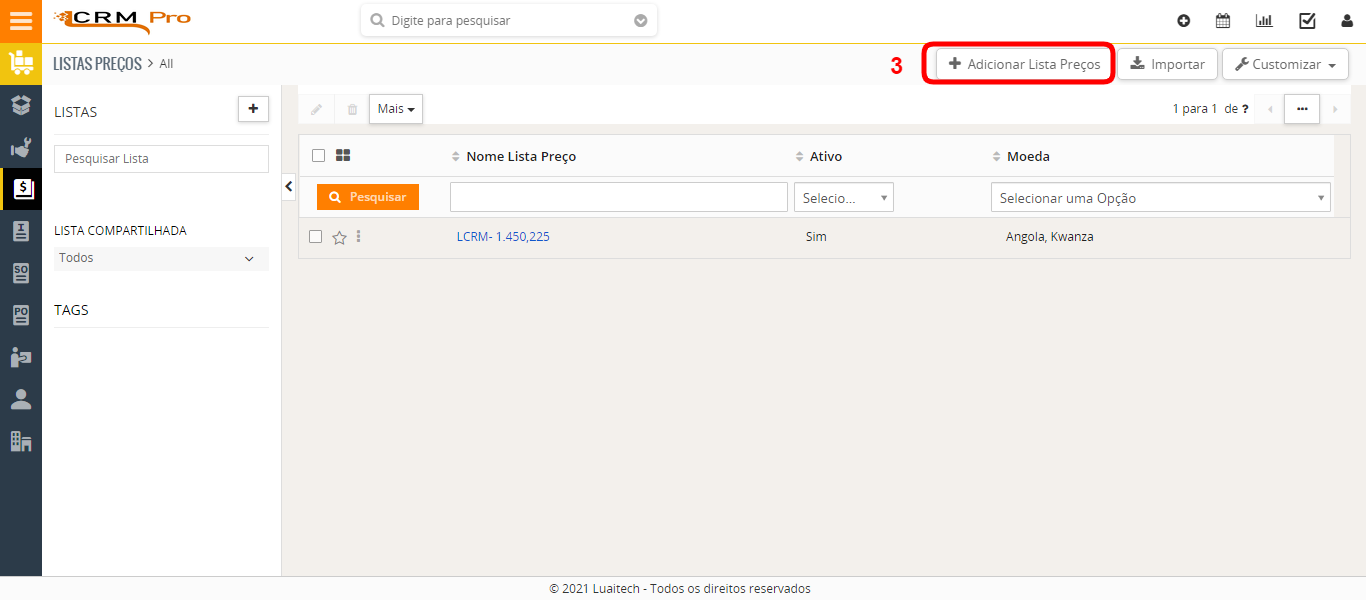 CRM Pro
Digite para pesquisar
LISTAS PREÇOS > All
3
Adicionar Lista Preços
Importar
Customizar
LISTAS
Mais
1 para 1 de ?
Pesquisar Lista
Nome Lista Preço
Ativo
Moeda
Pesquisar
Selecio...
Selecionar uma Opção
$
I
LISTA COMPARTILHADA
LCRM- 1.450,225
Sim
Angola, Kwanza
Todos
SO
TAGS
PO
© 2021 Luaitech - Todos os direitos reservados